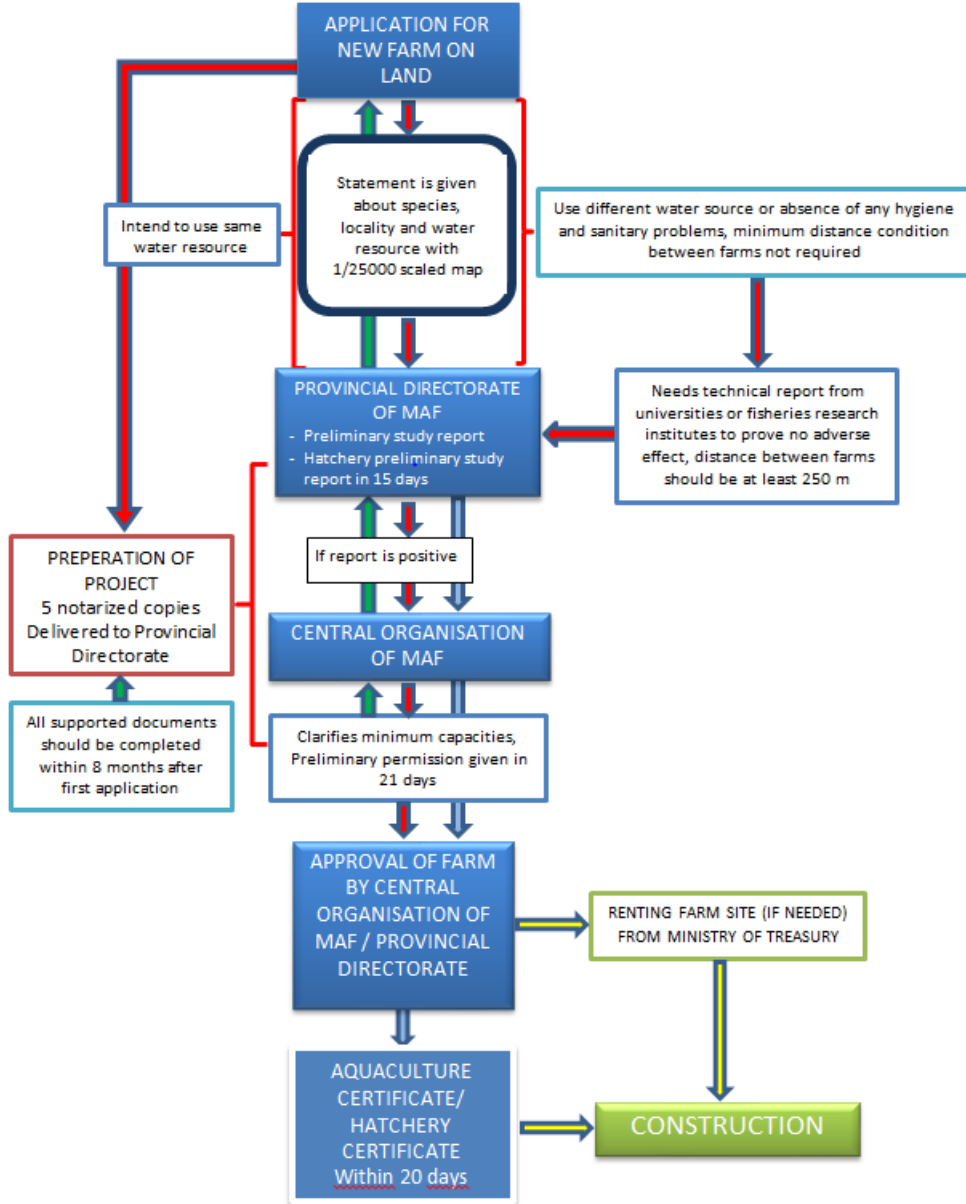 APPLICATION FOR
NEW FARM ON
LAND
Statement is given
about species,
locality and water
resource with
1/25000 scaled map
Intend to use same
water resource
Use different water source or absence of any hygiene
and sanitary problems, minimum distance condition
between farms not required
PROVINCIAL DIRECTORATE
OF MAF
- Preliminary study report
- Hatchery preliminary study
report in 15 days
Needs technical report from
universities or fisheries research
institutes to prove no adverse
effect, distance between farms
should be at least 250 m
If report is positive
PREPERATION OF
PROJECT
5 notarized copies
Delivered to Provincial
Directorate
CENTRAL ORGANISATION
OF MAF
All supported documents
should be completed
within 8 months after
first application
Clarifies minimum capacities,
Preliminary permission given in
21 days
APPROVAL OF FARM
BY CENTRAL
ORGANISATION OF
MAF / PROVINCIAL
DIRECTORATE
RENTING FARM SITE (IF NEEDED)
FROM MINISTRY OF TREASURY
AQUACULTURE
CERTIFICATE/
HATCHERY
CERTIFICATE
Within 20 days
CONSTRUCTION